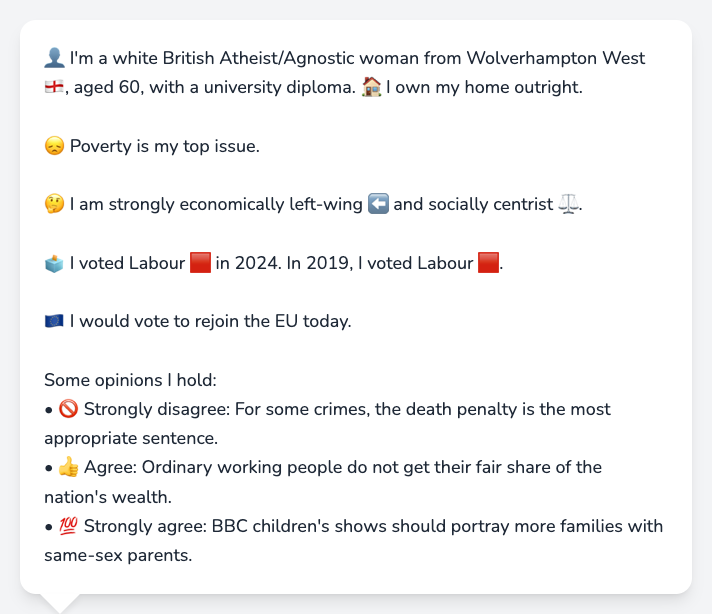 👤 I'm a white British Atheist/Agnostic woman from Wolverhampton West
🏴󠁧󠁢󠁥󠁮󠁧󠁿, aged 60, with a university diploma. 🏠 I own my home outright.
😞 Poverty is my top issue.
🤔 I am strongly economically left-wing ⬅️ and socially centrist ⚖️.
🗳️ I voted Labour 🟥 in 2024. In 2019, I voted Labour 🟥.
🇪🇺 I would vote to rejoin the EU today.
Some opinions I hold:
• 🚫 Strongly disagree: For some crimes, the death penalty is the most
appropriate sentence.
• 👍 Agree: Ordinary working people do not get their fair share of the
nation's wealth.
• 💯 Strongly agree: BBC children's shows should portray more families with
same-sex parents.